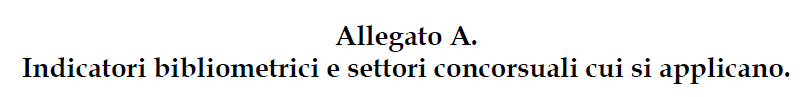 Allegato A.
Indicatori bibliometrici e settori concorsuali cui si applicano.